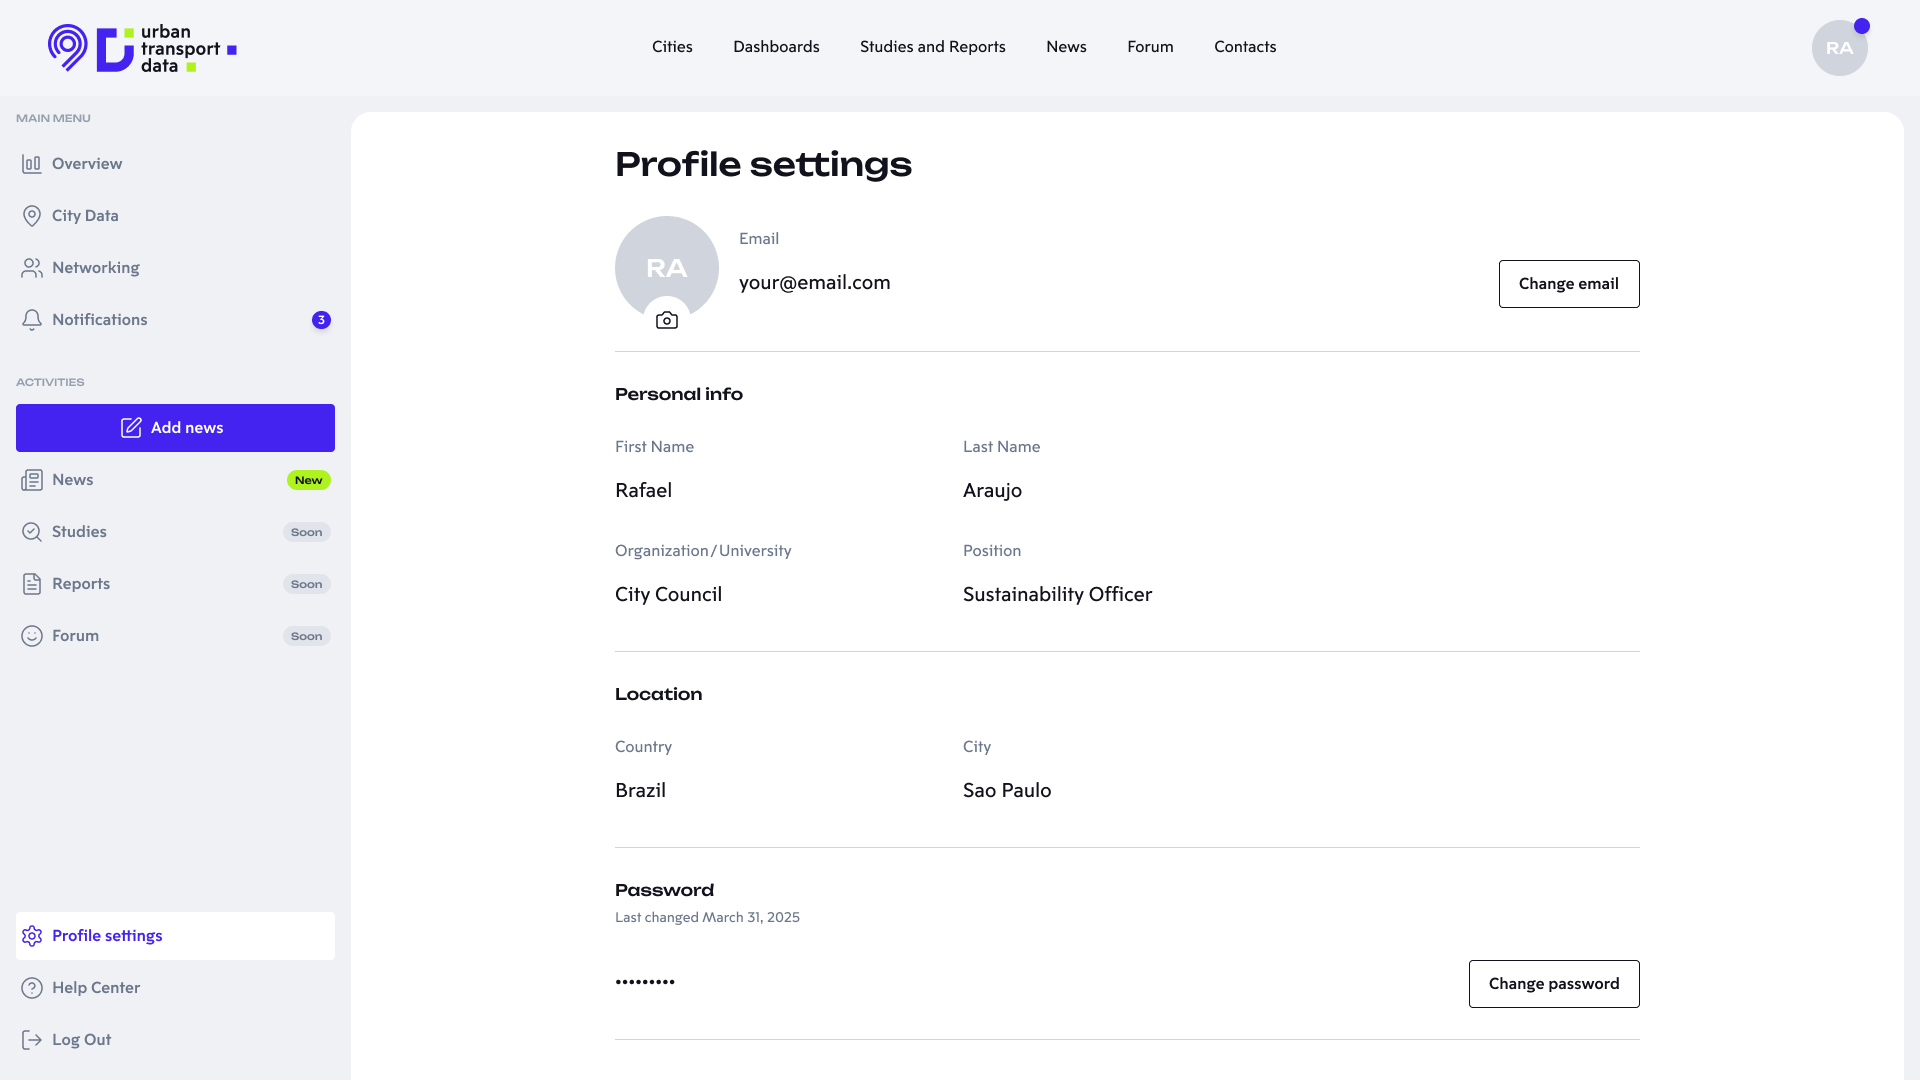 urban
transport
data
Cities
Dashboards
Studies and Reports
News
Forum
Contacts
RA
MAIN MENU
Overview
City Data
Networking
Notifications
3
ACTIVITIES
Add news
News
New
Studies
Soon
Reports
Soon
Forum
Soon
Profile settings
Help Center
Log Out
Profile settings
RA
Email
your@email.com
Change email
Personal info
First Name
Last Name
Rafael
Araujo
Organization/University
Position
City Council
Sustainability Officer
Location
Country
City
Brazil
Sao Paulo
Password
Last changed March 31, 2025
•••••••••
Change password